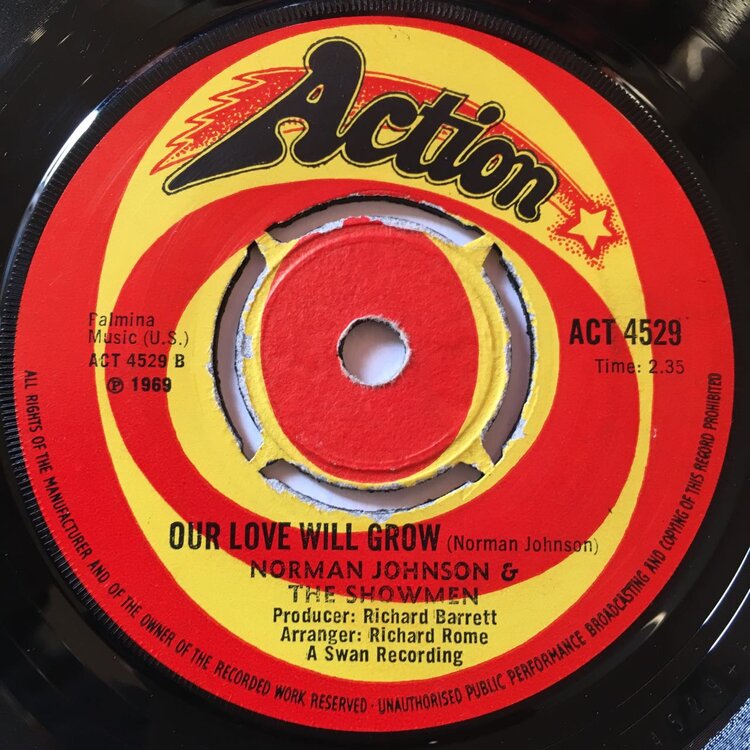 Action
Palmina
Music (U.S.)
ACT 4529 B
℗ 1969
ACT 4529
Time: 2.35
OUR LOVE WILL GROW (Norman Johnson)
NORMAN JOHNSON &
THE SHOWMEN
Producer: Richard Barrett
Arranger: Richard Rome
A Swan Recording
ALL RIGHTS OF THE MANUFACTURER AND OF THE OWNER OF THE RECORDED WORK RESERVED · UNAUTHORISED PUBLIC PERFORMANCE BROADCASTING AND COPYING OF THIS RECORD PROHIBITED